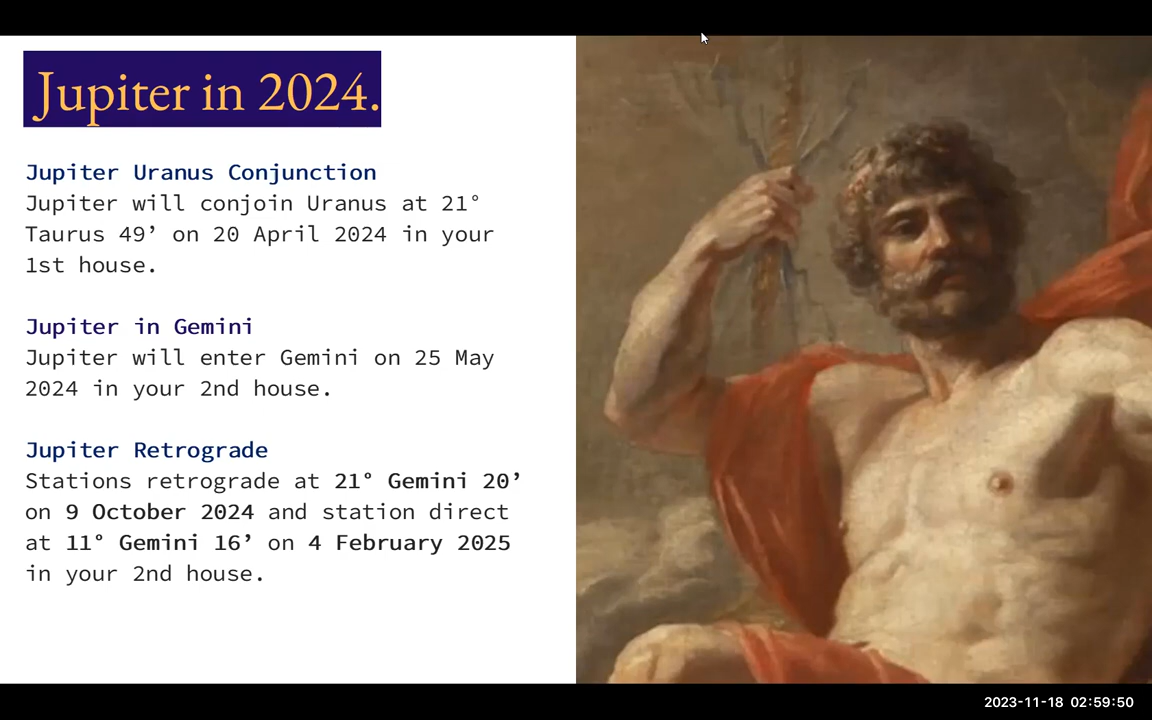 Jupiter in 2024.
Jupiter Uranus Conjunction
Jupiter will conjoin Uranus at 21°
Taurus 49’ on 20 April 2024 in your
1st house.
Jupiter in Gemini
Jupiter will enter Gemini on 25 May
2024 in your 2nd house.
Jupiter Retrograde
Stations retrograde at 21° Gemini 20’
on 9 October 2024 and station direct
at 11° Gemini 16’ on 4 February 2025
in your 2nd house.
2023-11-18 02:59:50